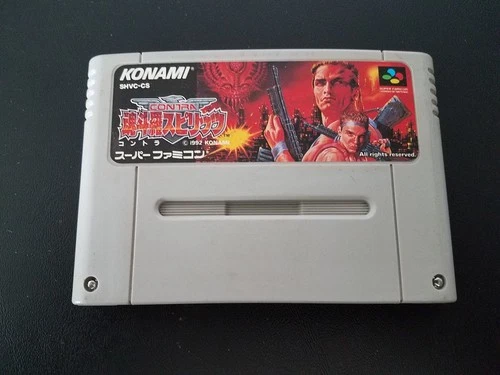 KONAMI
SHVC-CS
CONTRA
魂斗羅スピリッツ
コントラ
© 1992 KONAMI
スーパーファミコン
All rights reserved.